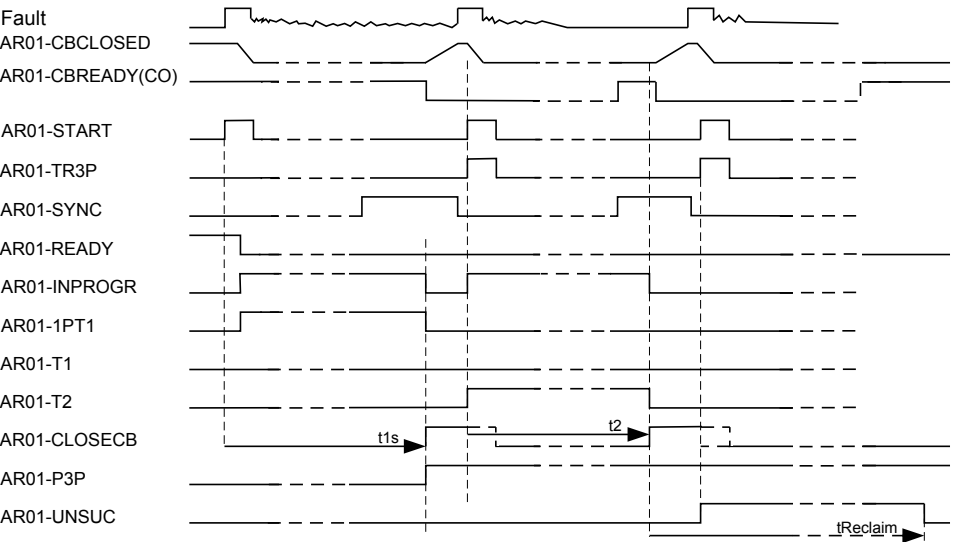 Fault
AR01-CBCLOSED
AR01-CBREADY(CO)
AR01-START
AR01-TR3P
AR01-SYNC
AR01-READY
AR01-INPROGR
AR01-1PT1
AR01-T1
AR01-T2
AR01-CLOSECB t1s t2
AR01-P3P
AR01-UNSUC
tReclaim